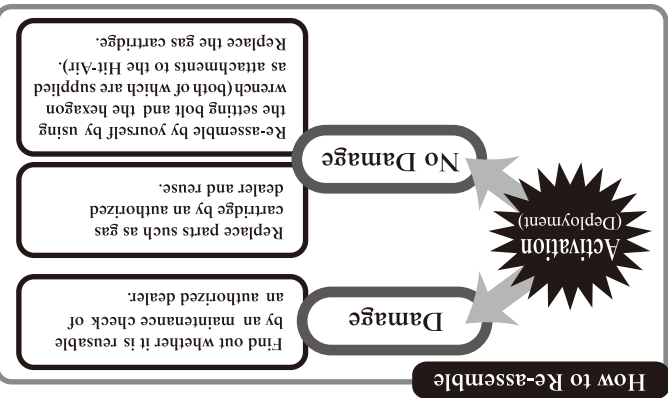 How to Re-assemble
Activation
(Deployment)
Damage
Find out whether it is reusable
by an maintenance check of
an authorized dealer.
No Damage
Replace parts such as gas
cartridge by an authorized
dealer and reuse.
Re-assemble by yourself by using
the setting bolt and the hexagon
wrench (both of which are supplied
as attachments to the Hit-Air).
Replace the gas cartridge.